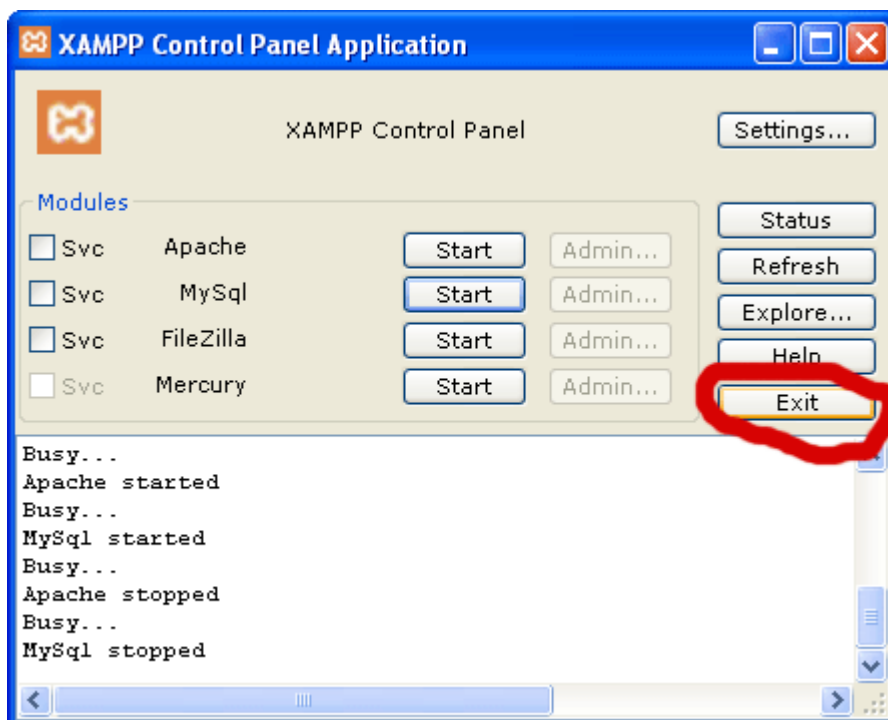 XAMPP Control Panel Application
XAMPP Control Panel
Settings...
Modules
Svc Apache Start Admin...
Svc MySql Start Admin...
Svc FileZilla Start Admin...
Svc Mercury Start Admin...
Status
Refresh
Explore...
Help
Exit
Busy...
Apache started
Busy...
MySql started
Busy...
Apache stopped
Busy...
MySql stopped